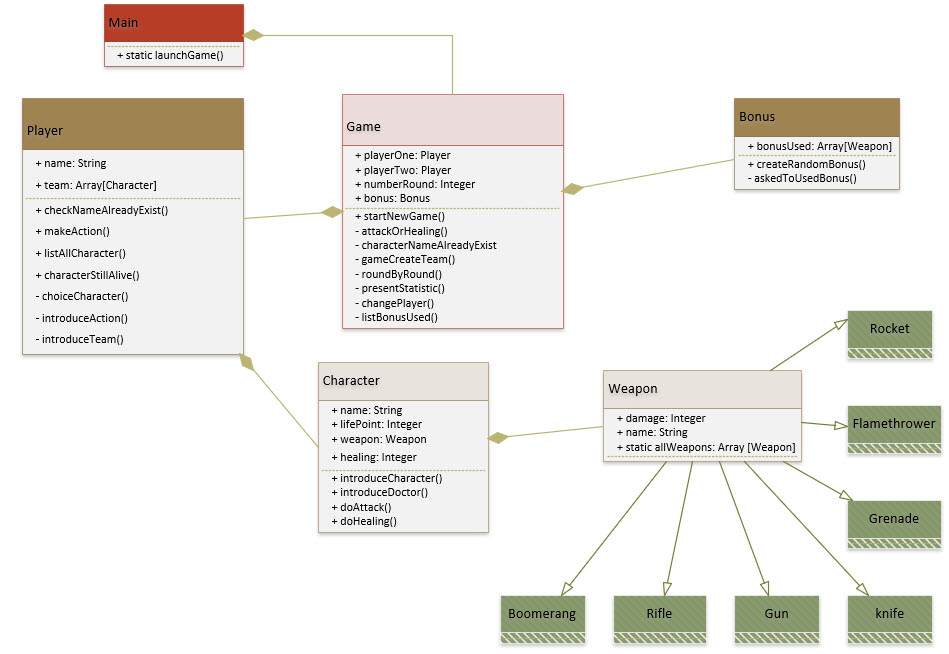 Main
+ static launchGame()
Player
+ name: String
+ team: Array[Character]
+ checkNameAlreadyExist()
+ makeAction()
+ listAllCharacter()
+ characterStillAlive()
- choiceCharacter()
- introduceAction()
- introduceTeam()
Game
+ playerOne: Player
+ playerTwo: Player
+ numberRound: Integer
+ bonus: Bonus
+ startNewGame()
- attackOrHealing()
- characterNameAlreadyExist
- gameCreateTeam()
- roundByRound()
- presentStatistic()
- changePlayer()
- listBonusUsed()
Bonus
+ bonusUsed: Array[Weapon]
+ createRandomBonus()
- askedToUsedBonus()
Character
+ name: String
+ lifePoint: Integer
+ weapon: Weapon
+ healing: Integer
+ introduceCharacter()
+ introduceDoctor()
+ doAttack()
+ doHealing()
Weapon
+ damage: Integer
+ name: String
+ static allWeapons: Array [Weapon]
Rocket
Flamethrower
Grenade
Boomerang
Rifle
Gun
knife